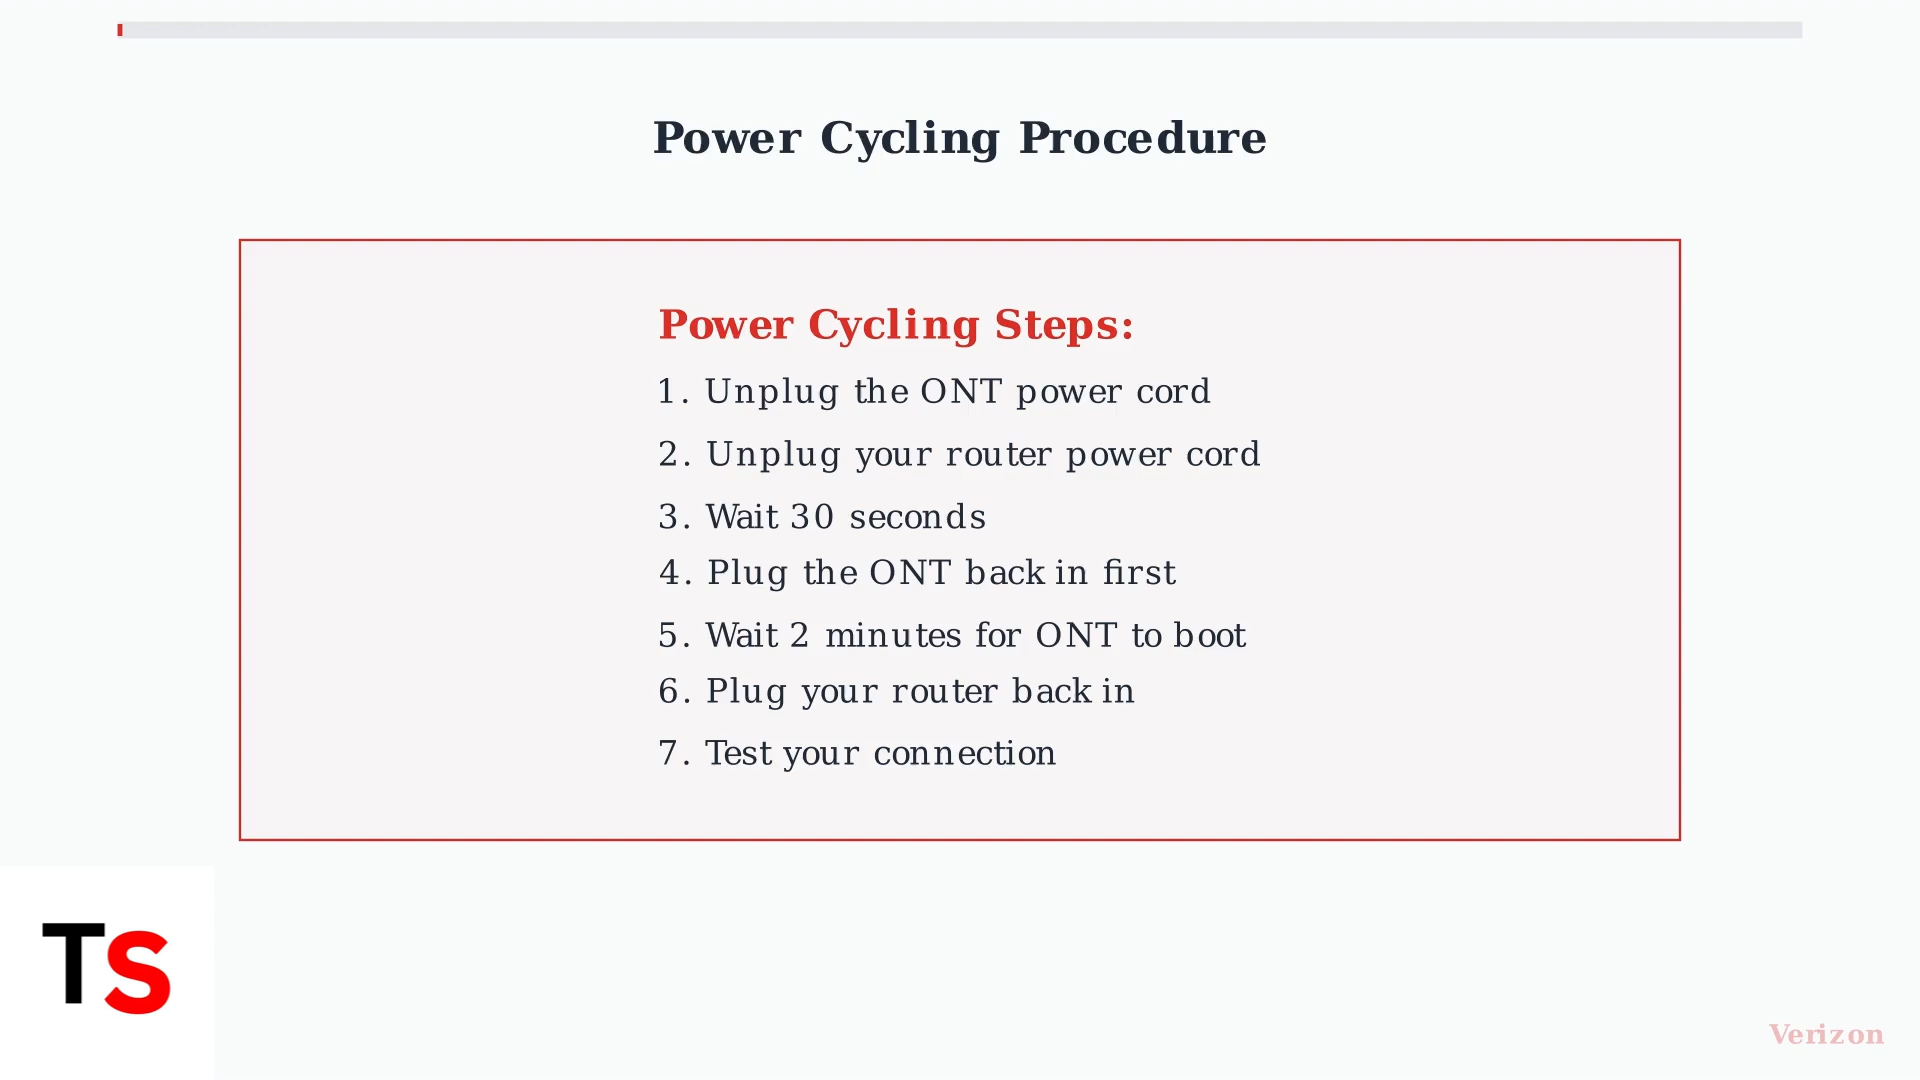 Power Cycling Procedure
Power Cycling Steps:
1. Unplug the ONT power cord
2. Unplug your router power cord
3. Wait 30 seconds
4. Plug the ONT back in first
5. Wait 2 minutes for ONT to boot
6. Plug your router back in
7. Test your connection
TS
Verizon